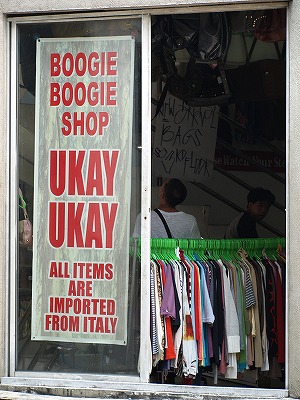 BOOGIE
BOOGIE
SHOP
UKAY
UKAY
ALL ITEMS
ARE
IMPORTED
FROM ITALY
BAGS